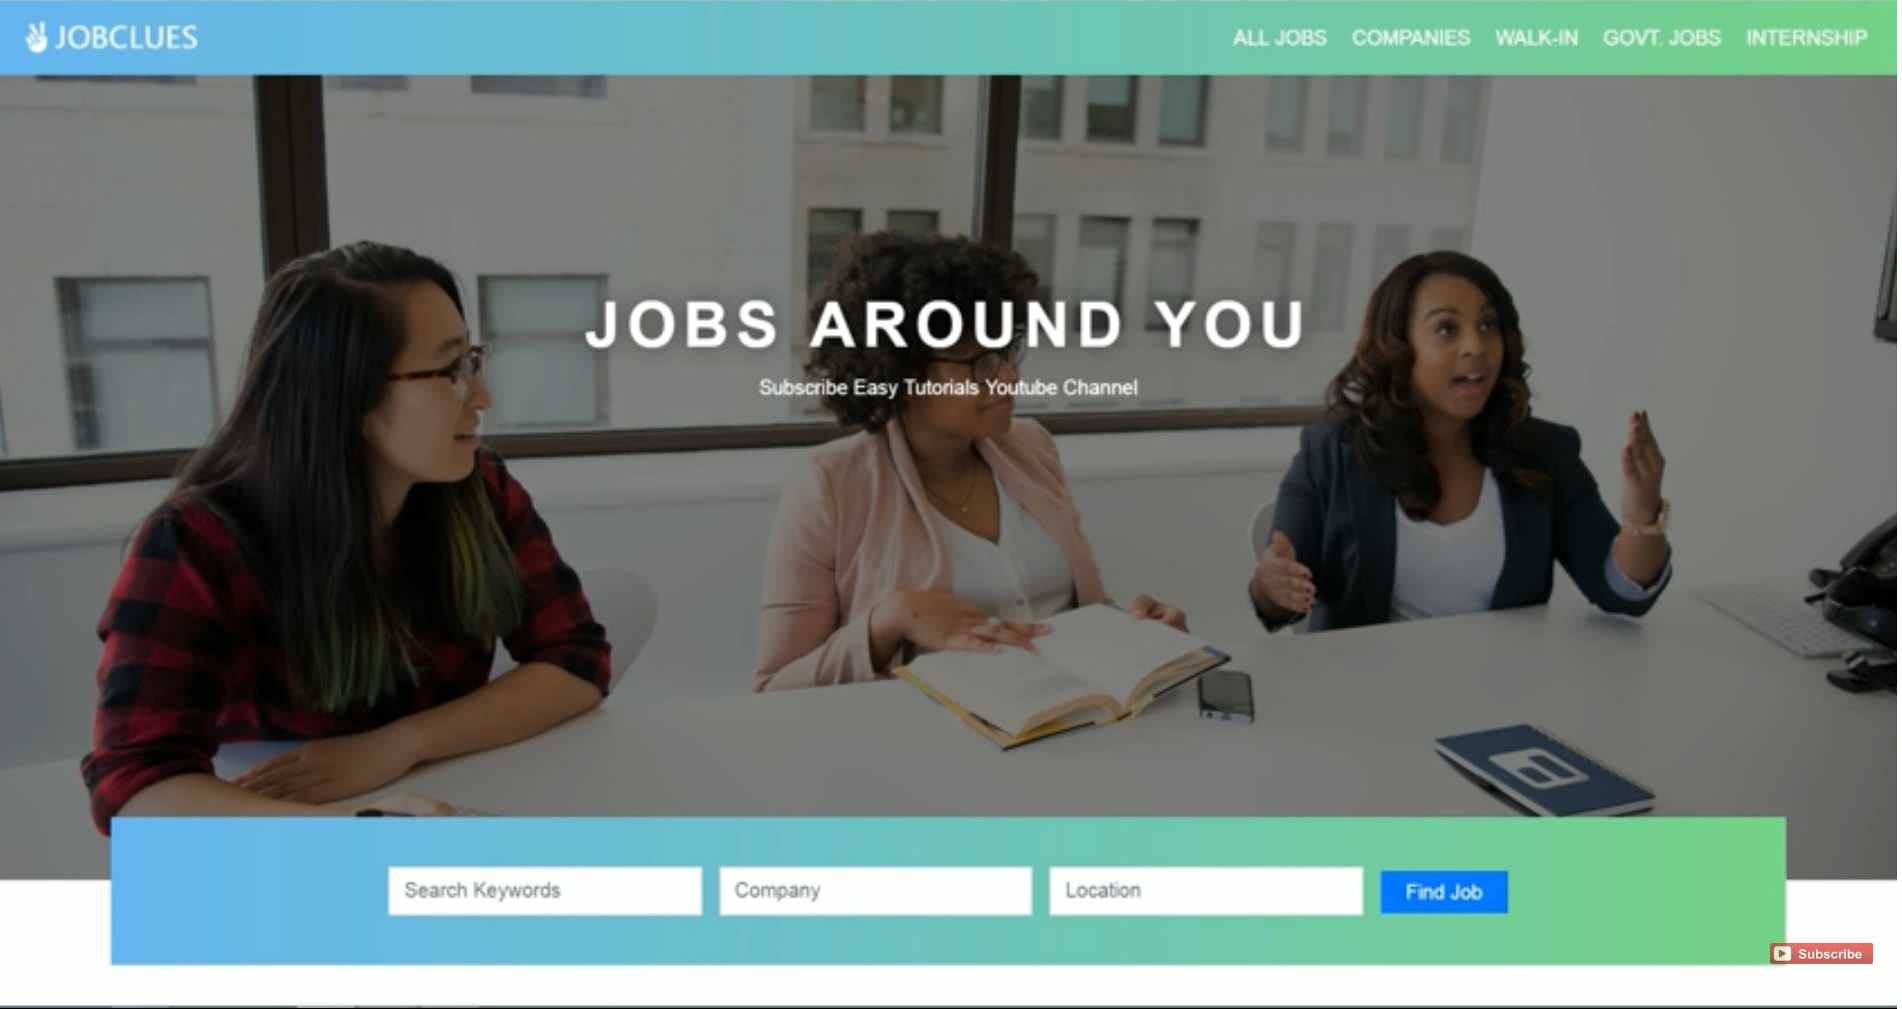 JOBCLUES
ALL JOBS COMPANIES WALK-IN GOVT. JOBS INTERNSHIP
JOBS AROUND YOU
Subscribe Easy Tutorials Youtube Channel
Search Keywords Company Location Find Job
Subscribe